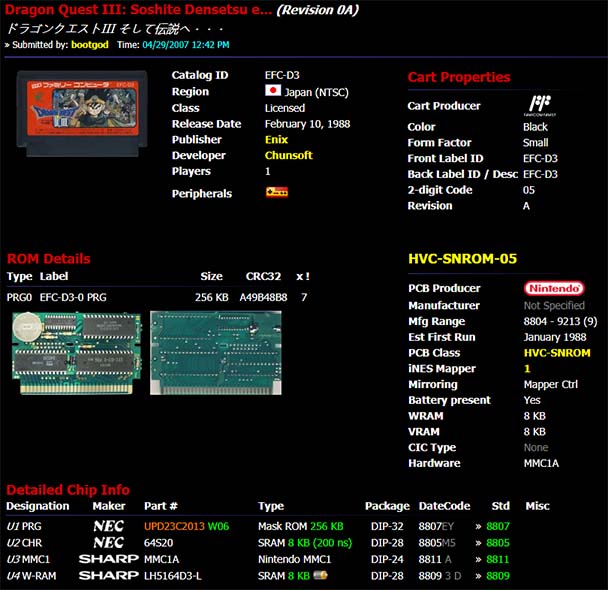 Dragon Quest III: Soshite Densetsu e... (Revision 0A)
ドラゴンクエストIII そして伝説へ・・・
» Submitted by: bootgod Time: 04/29/2007 12:42 PM
Catalog ID EFC-D3
Region Japan (NTSC)
Class Licensed
Release Date February 10, 1988
Publisher Enix
Developer Chunsoft
Players 1
Peripherals
Cart Properties
Cart Producer
Color Black
Form Factor Small
Front Label ID EFC-D3
Back Label ID / Desc EFC-D3
2-digit Code 05
Revision A
ROM Details
Type Label Size CRC32 x !
PRG0 EFC-D3-0 PRG 256 KB A49B48B8 7
HVC-SNROM-05
PCB Producer Nintendo
Manufacturer Not Specified
Mfg Range 8804 - 9213 (9)
Est First Run January 1988
PCB Class HVC-SNROM
iNES Mapper 1
Mirroring Mapper Ctrl
Battery present Yes
WRAM 8 KB
VRAM 8 KB
CIC Type None
Hardware MMC1A
Detailed Chip Info
Designation Maker Part # Type Package DateCode Std Misc
U1 PRG NEC UPD23C2013 W06 Mask ROM 256 KB DIP-32 8807EY » 8807
U2 CHR NEC 64S20 SRAM 8 KB (200 ns) DIP-28 8805M5 » 8805
U3 MMC1 SHARP MMC1A Nintendo MMC1 DIP-24 8811 A » 8811
U4 W-RAM SHARP LH5164D3-L SRAM 8 KB DIP-28 8809 3 D » 8809